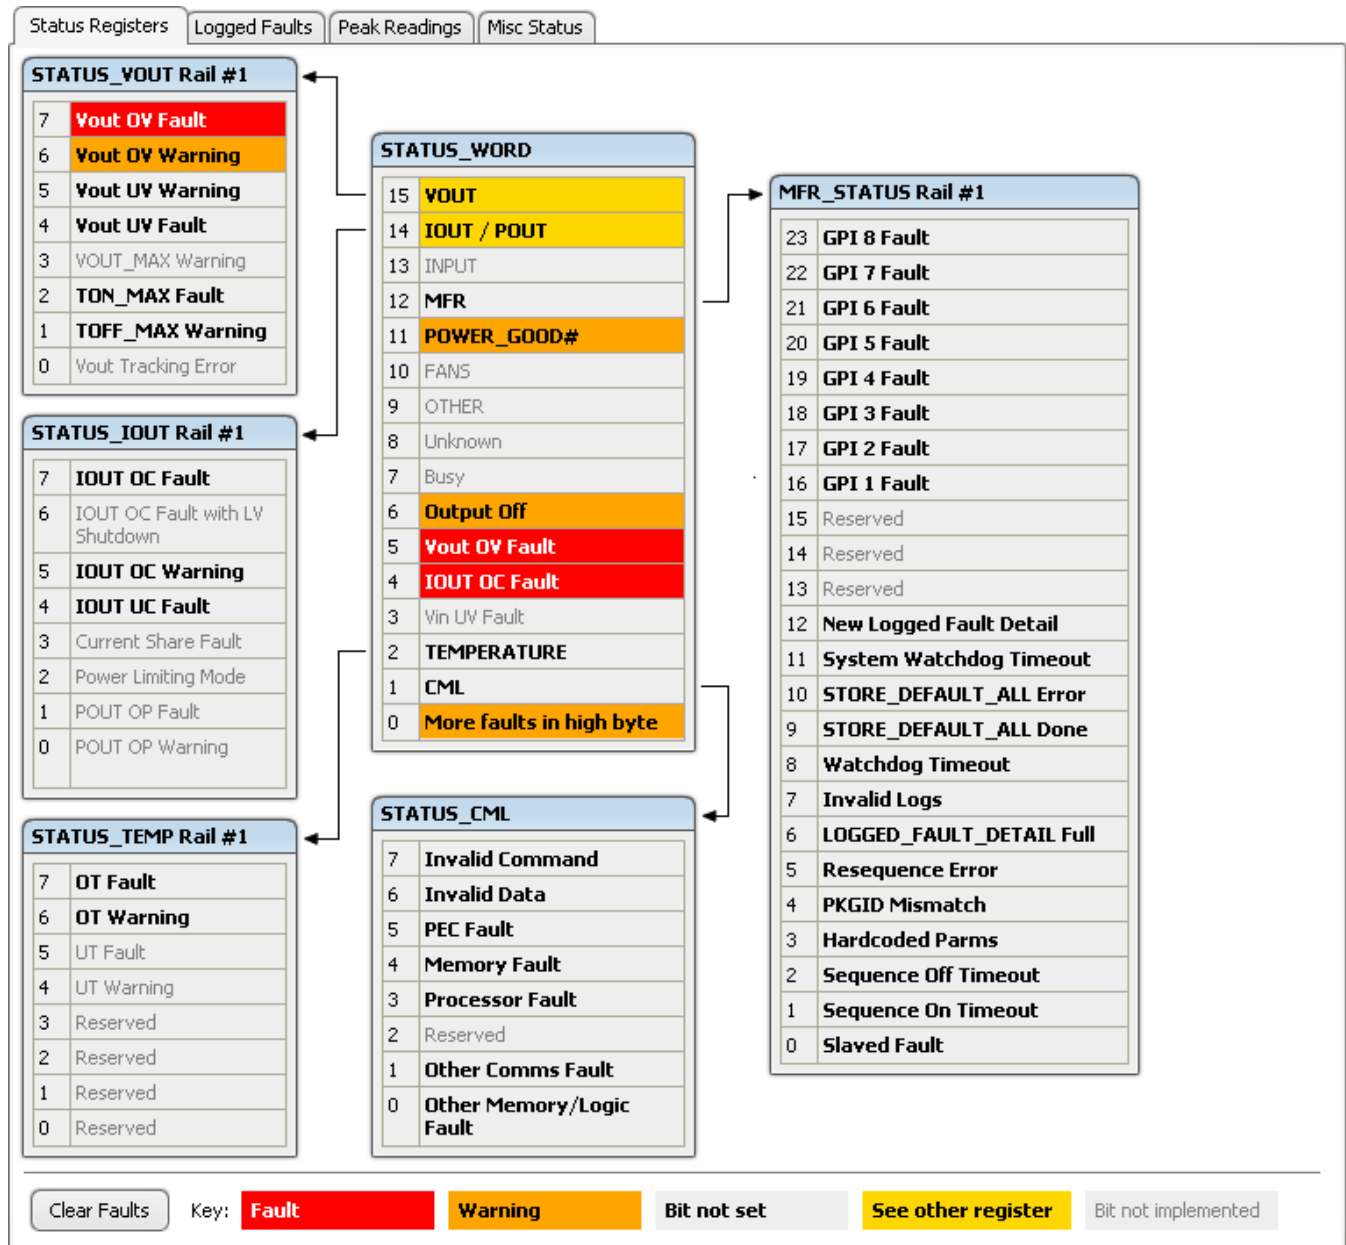 Status Registers Logged Faults Peak Readings Misc Status
STATUS_VOUT Rail #1
7 Vout OV Fault
6 Vout OV Warning
5 Vout UV Warning
4 Vout UV Fault
3 VOUT_MAX Warning
2 TON_MAX Fault
1 TOFF_MAX Warning
0 Vout Tracking Error
STATUS_IOUT Rail #1
7 IOUT OC Fault
6 IOUT OC Fault with LV
Shutdown
5 IOUT OC Warning
4 IOUT UC Fault
3 Current Share Fault
2 Power Limiting Mode
1 POUT OP Fault
0 POUT OP Warning
STATUS_TEMP Rail #1
7 OT Fault
6 OT Warning
5 UT Fault
4 UT Warning
3 Reserved
2 Reserved
1 Reserved
0 Reserved
STATUS_WORD
15 VOUT
14 IOUT / POUT
13 INPUT
12 MFR
11 POWER_GOOD#
10 FANS
9 OTHER
8 Unknown
7 Busy
6 Output Off
5 Vout OV Fault
4 IOUT OC Fault
3 Vin UV Fault
2 TEMPERATURE
1 CML
0 More faults in high byte
STATUS_CML
7 Invalid Command
6 Invalid Data
5 PEC Fault
4 Memory Fault
3 Processor Fault
2 Reserved
1 Other Comms Fault
0 Other Memory/Logic
Fault
MFR_STATUS Rail #1
23 GPI 8 Fault
22 GPI 7 Fault
21 GPI 6 Fault
20 GPI 5 Fault
19 GPI 4 Fault
18 GPI 3 Fault
17 GPI 2 Fault
16 GPI 1 Fault
15 Reserved
14 Reserved
13 Reserved
12 New Logged Fault Detail
11 System Watchdog Timeout
10 STORE_DEFAULT_ALL Error
9 STORE_DEFAULT_ALL Done
8 Watchdog Timeout
7 Invalid Logs
6 LOGGED_FAULT_DETAIL Full
5 Resequence Error
4 PKGID Mismatch
3 Hardcoded Parms
2 Sequence Off Timeout
1 Sequence On Timeout
0 Slaved Fault
Clear Faults Key: Fault Warning Bit not set See other register Bit not implemented